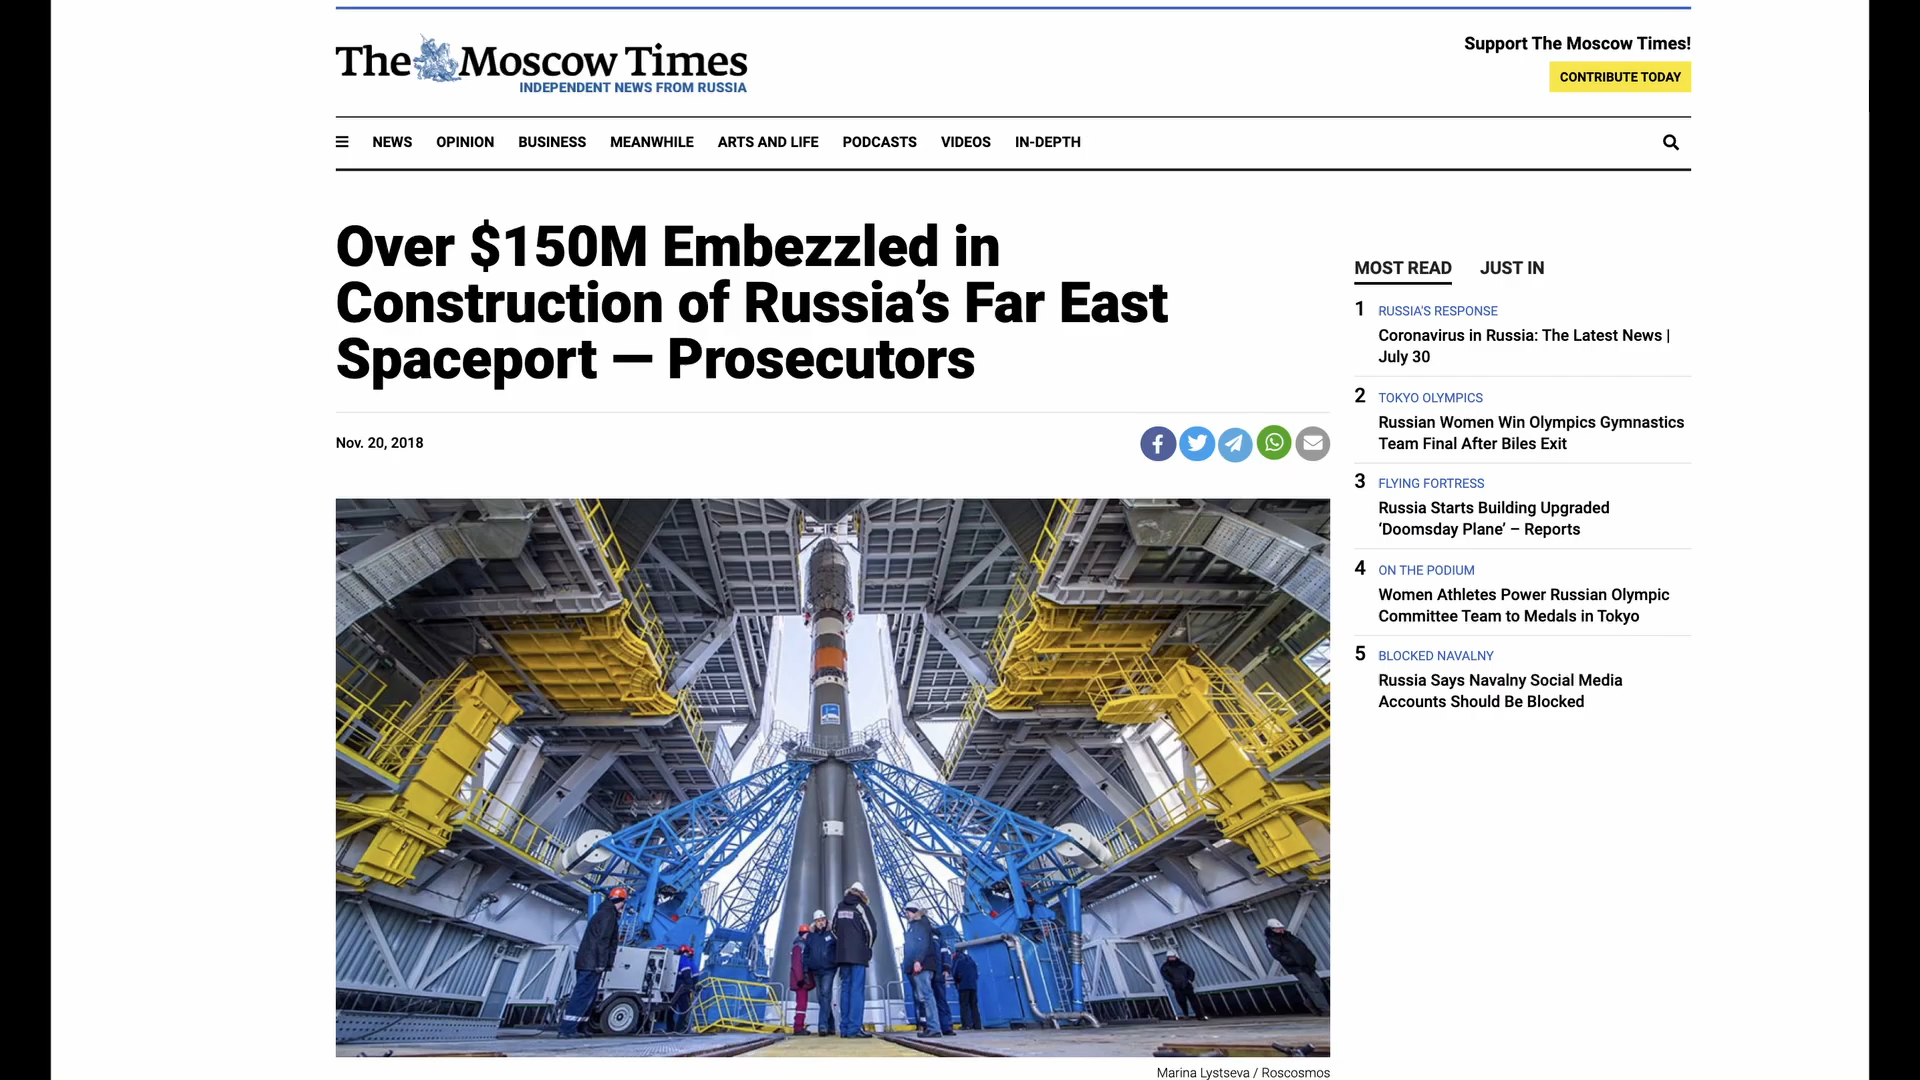 The Moscow Times
INDEPENDENT NEWS FROM RUSSIA
Support The Moscow Times!
CONTRIBUTE TODAY
NEWS OPINION BUSINESS MEANWHILE ARTS AND LIFE PODCASTS VIDEOS IN-DEPTH
Over $150M Embezzled in
Construction of Russia’s Far East
Spaceport — Prosecutors
Nov. 20, 2018
Marina Lystseva / Roscosmos
MOST READ JUST IN
1 RUSSIA'S RESPONSE
Coronavirus in Russia: The Latest News |
July 30
2 TOKYO OLYMPICS
Russian Women Win Olympics Gymnastics
Team Final After Biles Exit
3 FLYING FORTRESS
Russia Starts Building Upgraded
‘Doomsday Plane’ – Reports
4 ON THE PODIUM
Women Athletes Power Russian Olympic
Committee Team to Medals in Tokyo
5 BLOCKED NAVALNY
Russia Says Navalny Social Media
Accounts Should Be Blocked